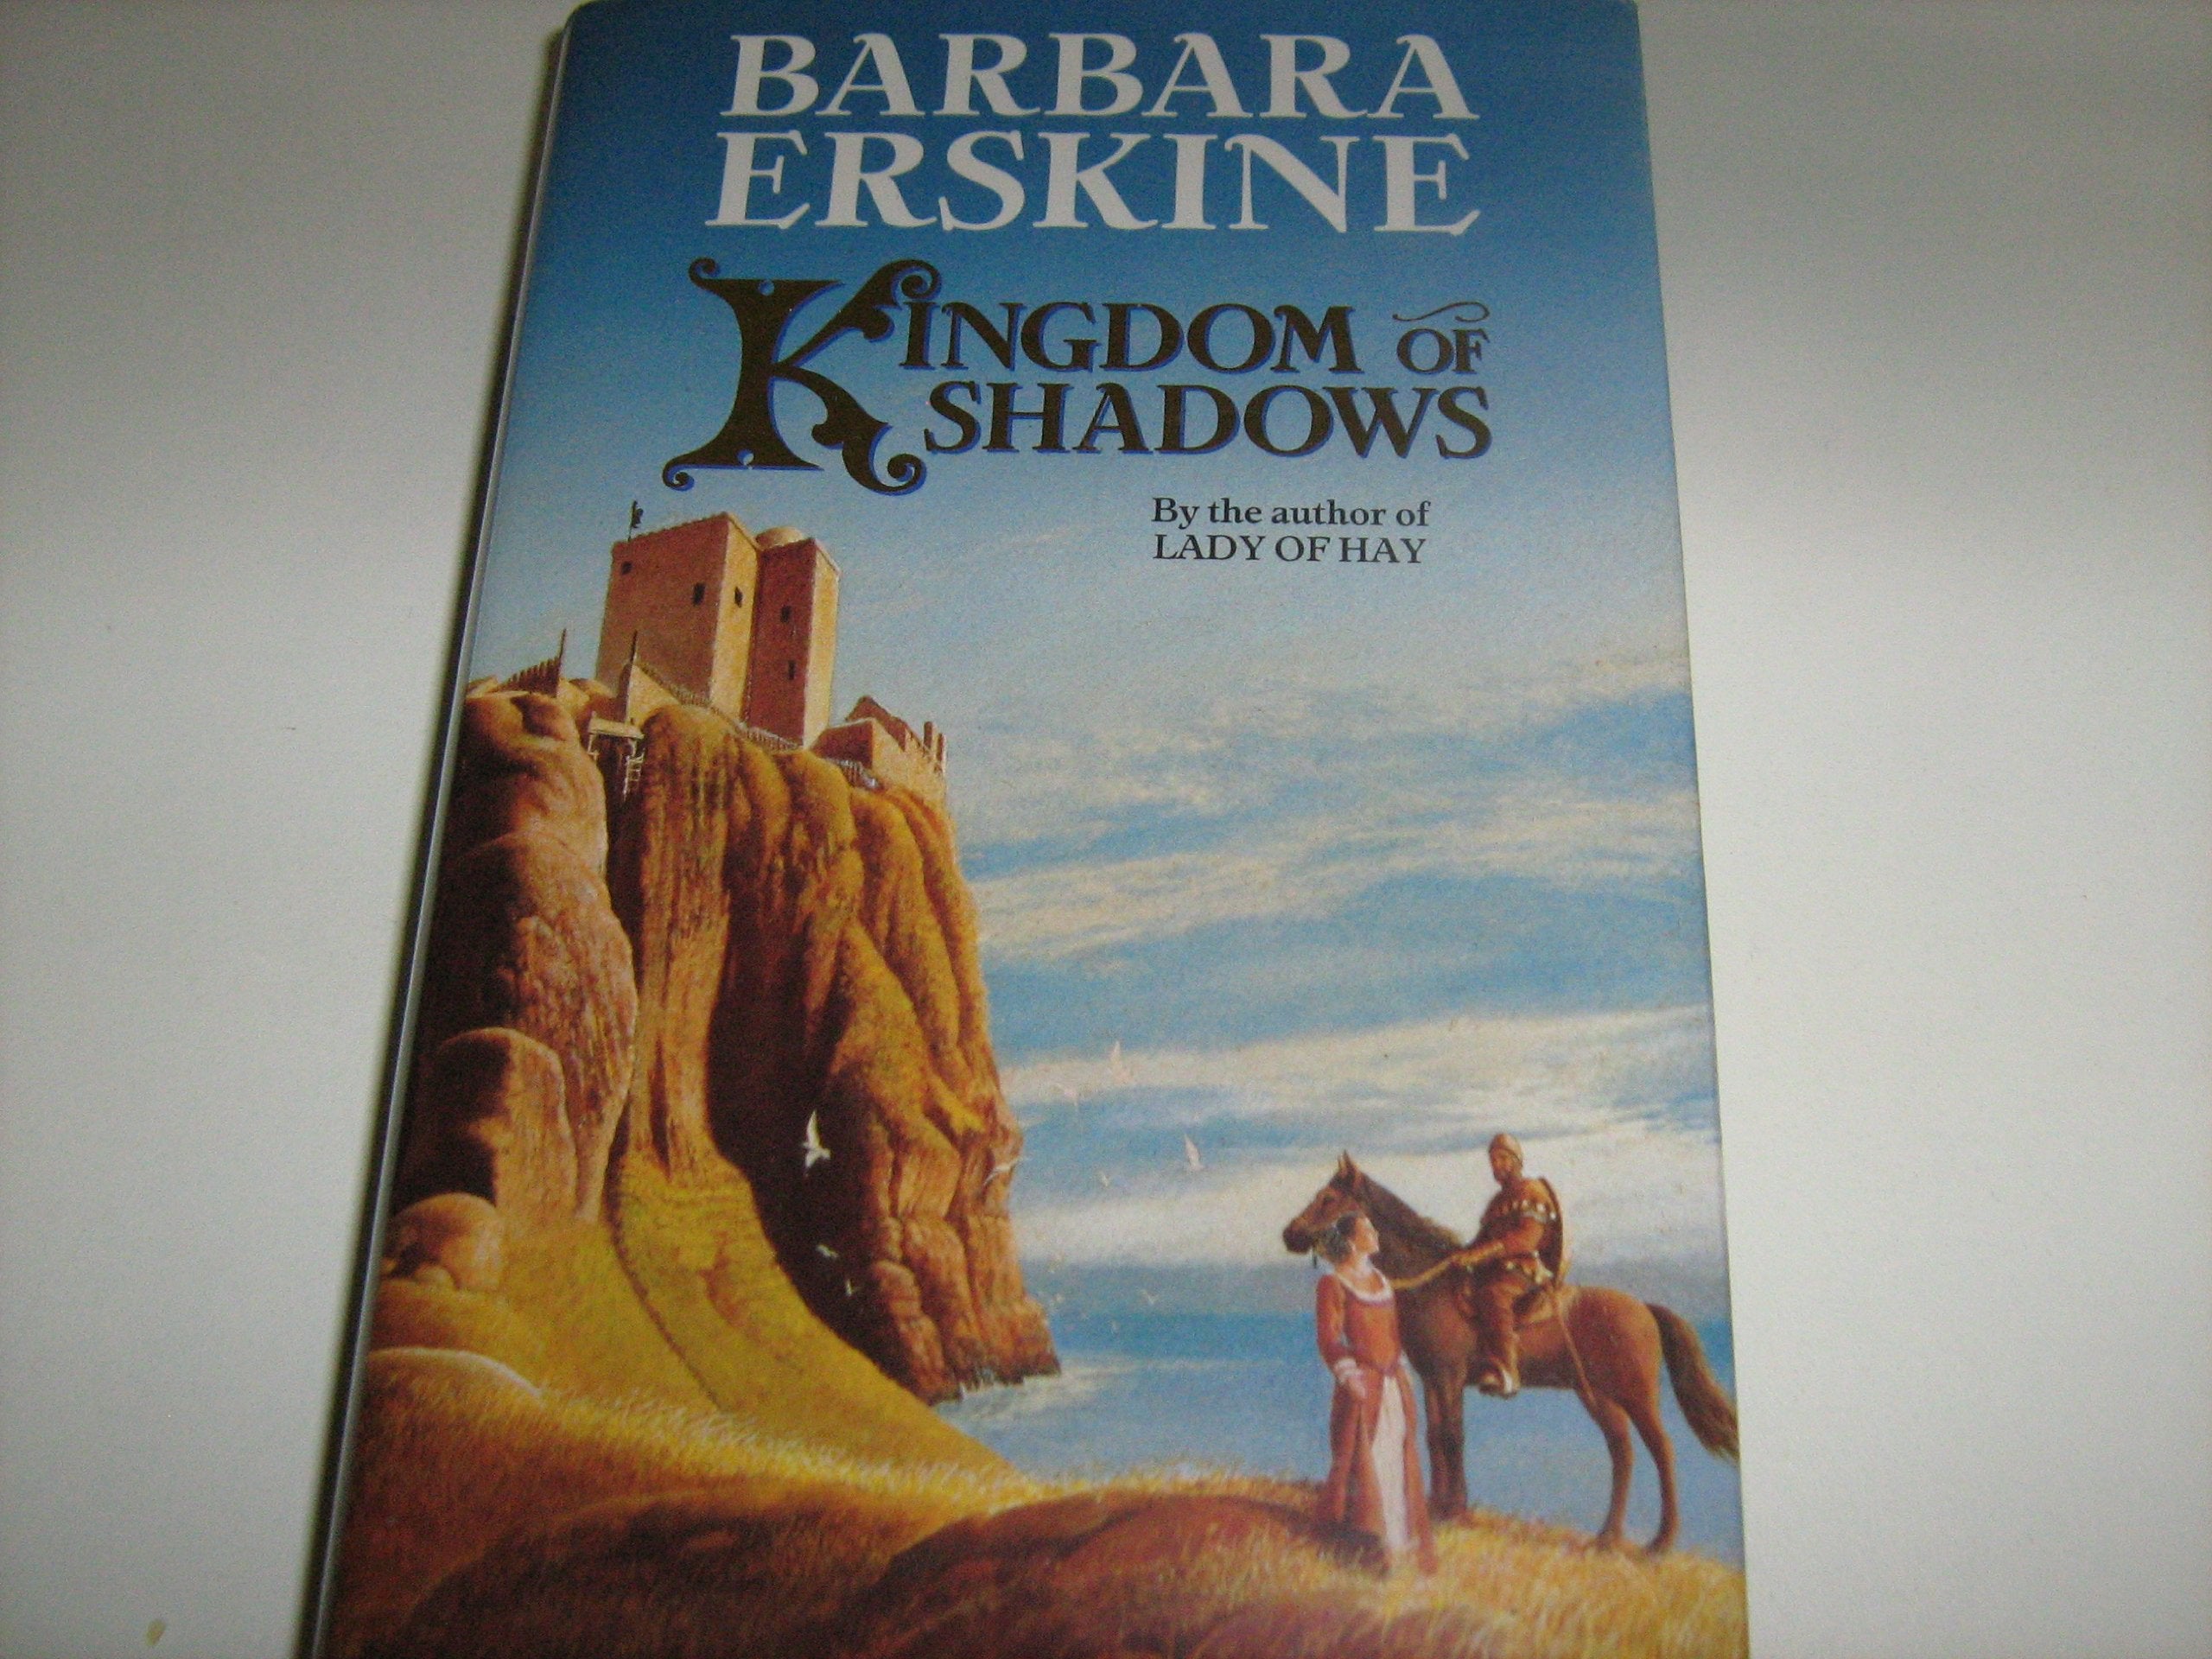 BARBARA
ERSKINE
KINGDOM OF
SHADOWS
By the author of
LADY OF HAY